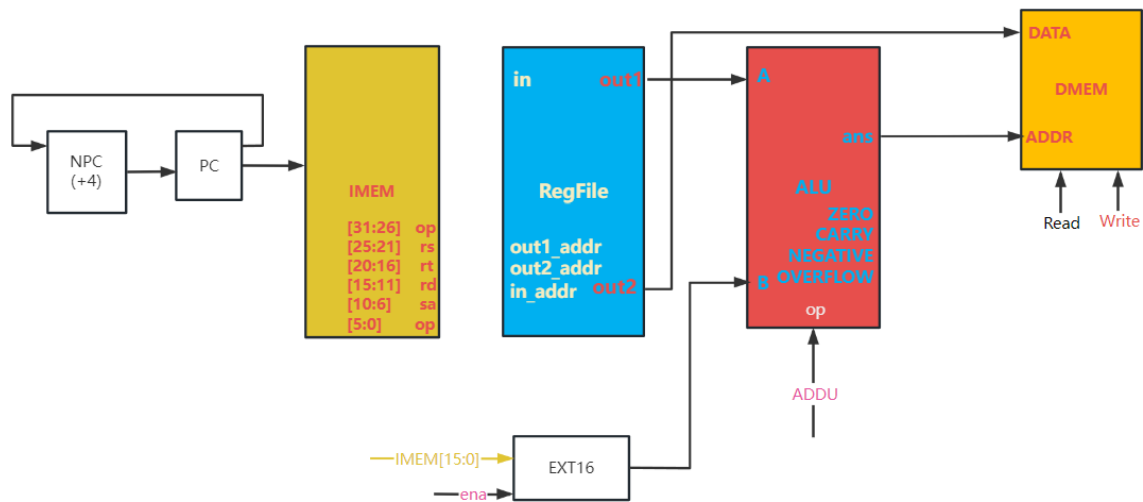 NPC
(+4)
PC
IMEM
[31:26] op
[25:21] rs
[20:16] rt
[15:11] rd
[10:6] sa
[5:0] op
in
out1
RegFile
out1_addr
out2_addr
in_addr
out2
A
ans
ALU
ZERO
CARRY
NEGATIVE
OVERFLOW
B
op
ADDU
DATA
DMEM
ADDR
Read
Write
IMEM[15:0]
ena
EXT16